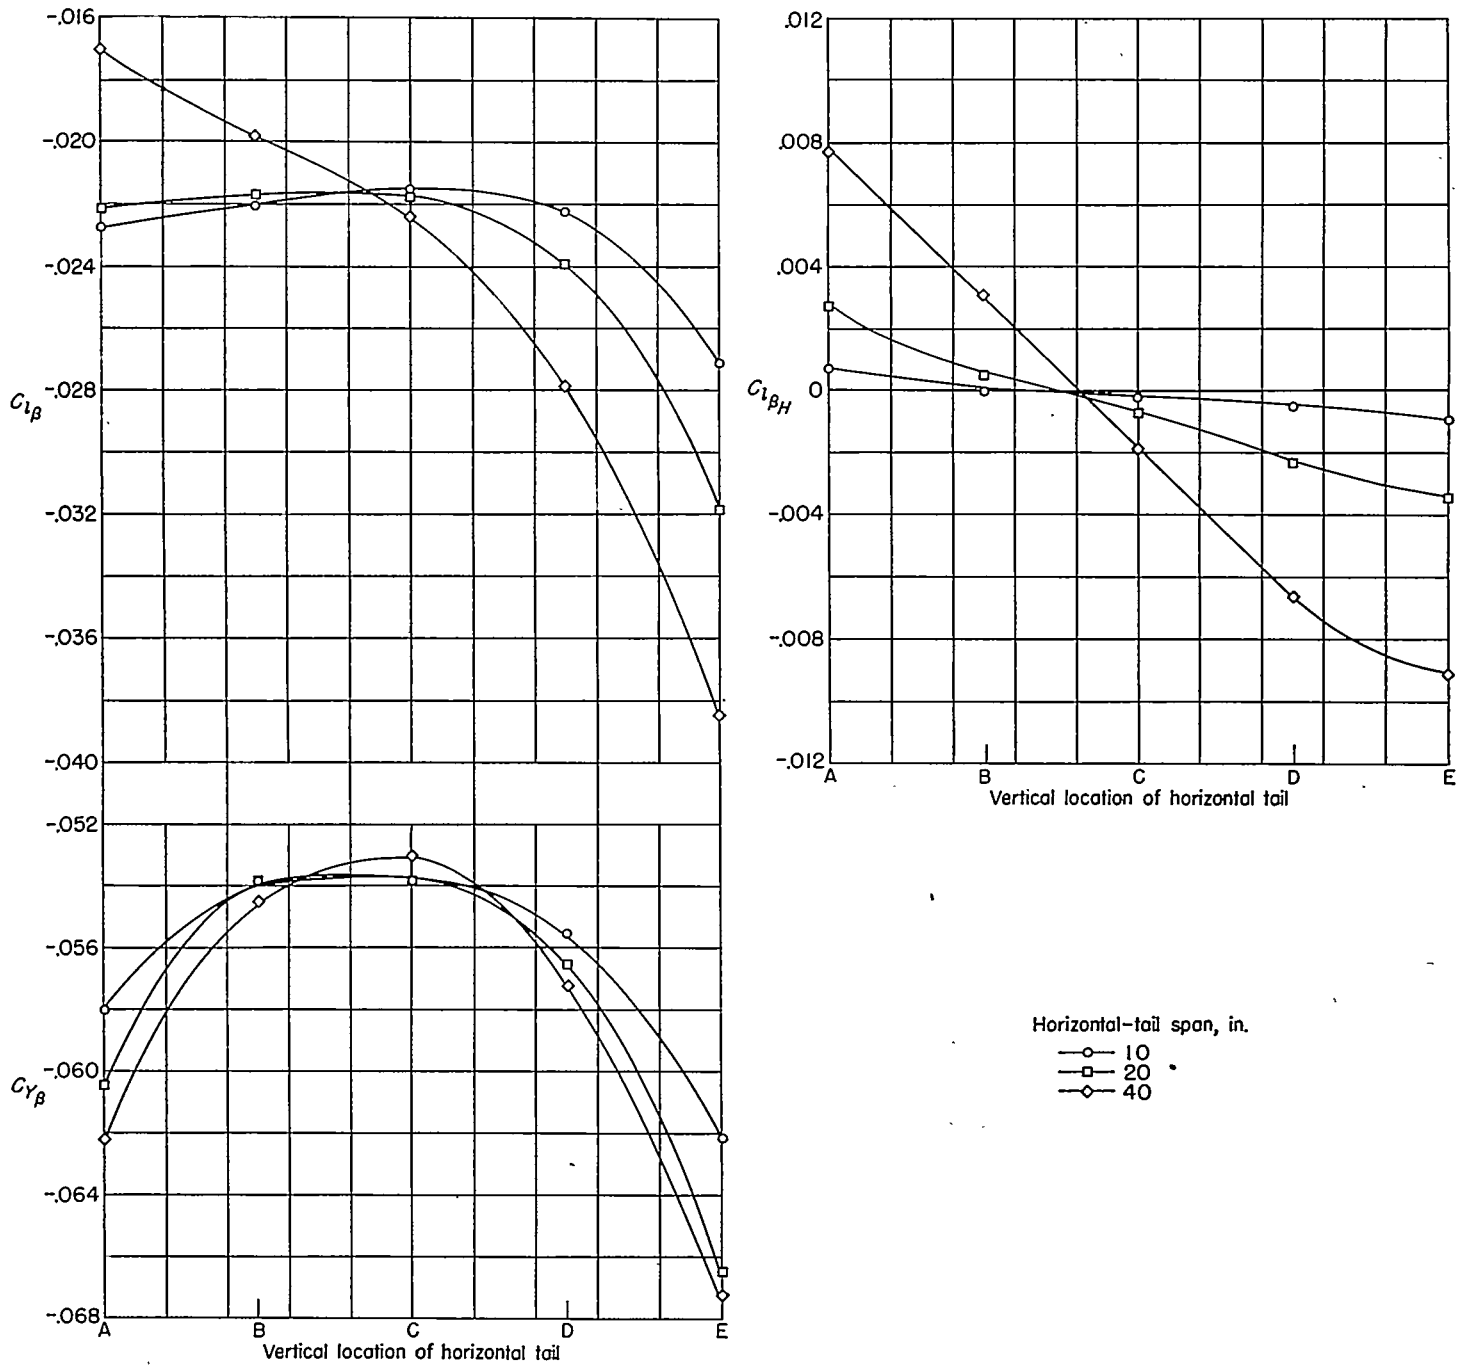 -.016
-.020
-.024
-.028
-.032
-.036
-.040
C_{l_β}
-.052
-.056
-.060
-.064
-.068
C_{Y_β}
A B C D E
Vertical location of horizontal tail
.012
.008
.004
0
-.004
-.008
-.012
C_{l_{βH}}
A B C D E
Vertical location of horizontal tail
Horizontal-tail span, in.
10
20
40